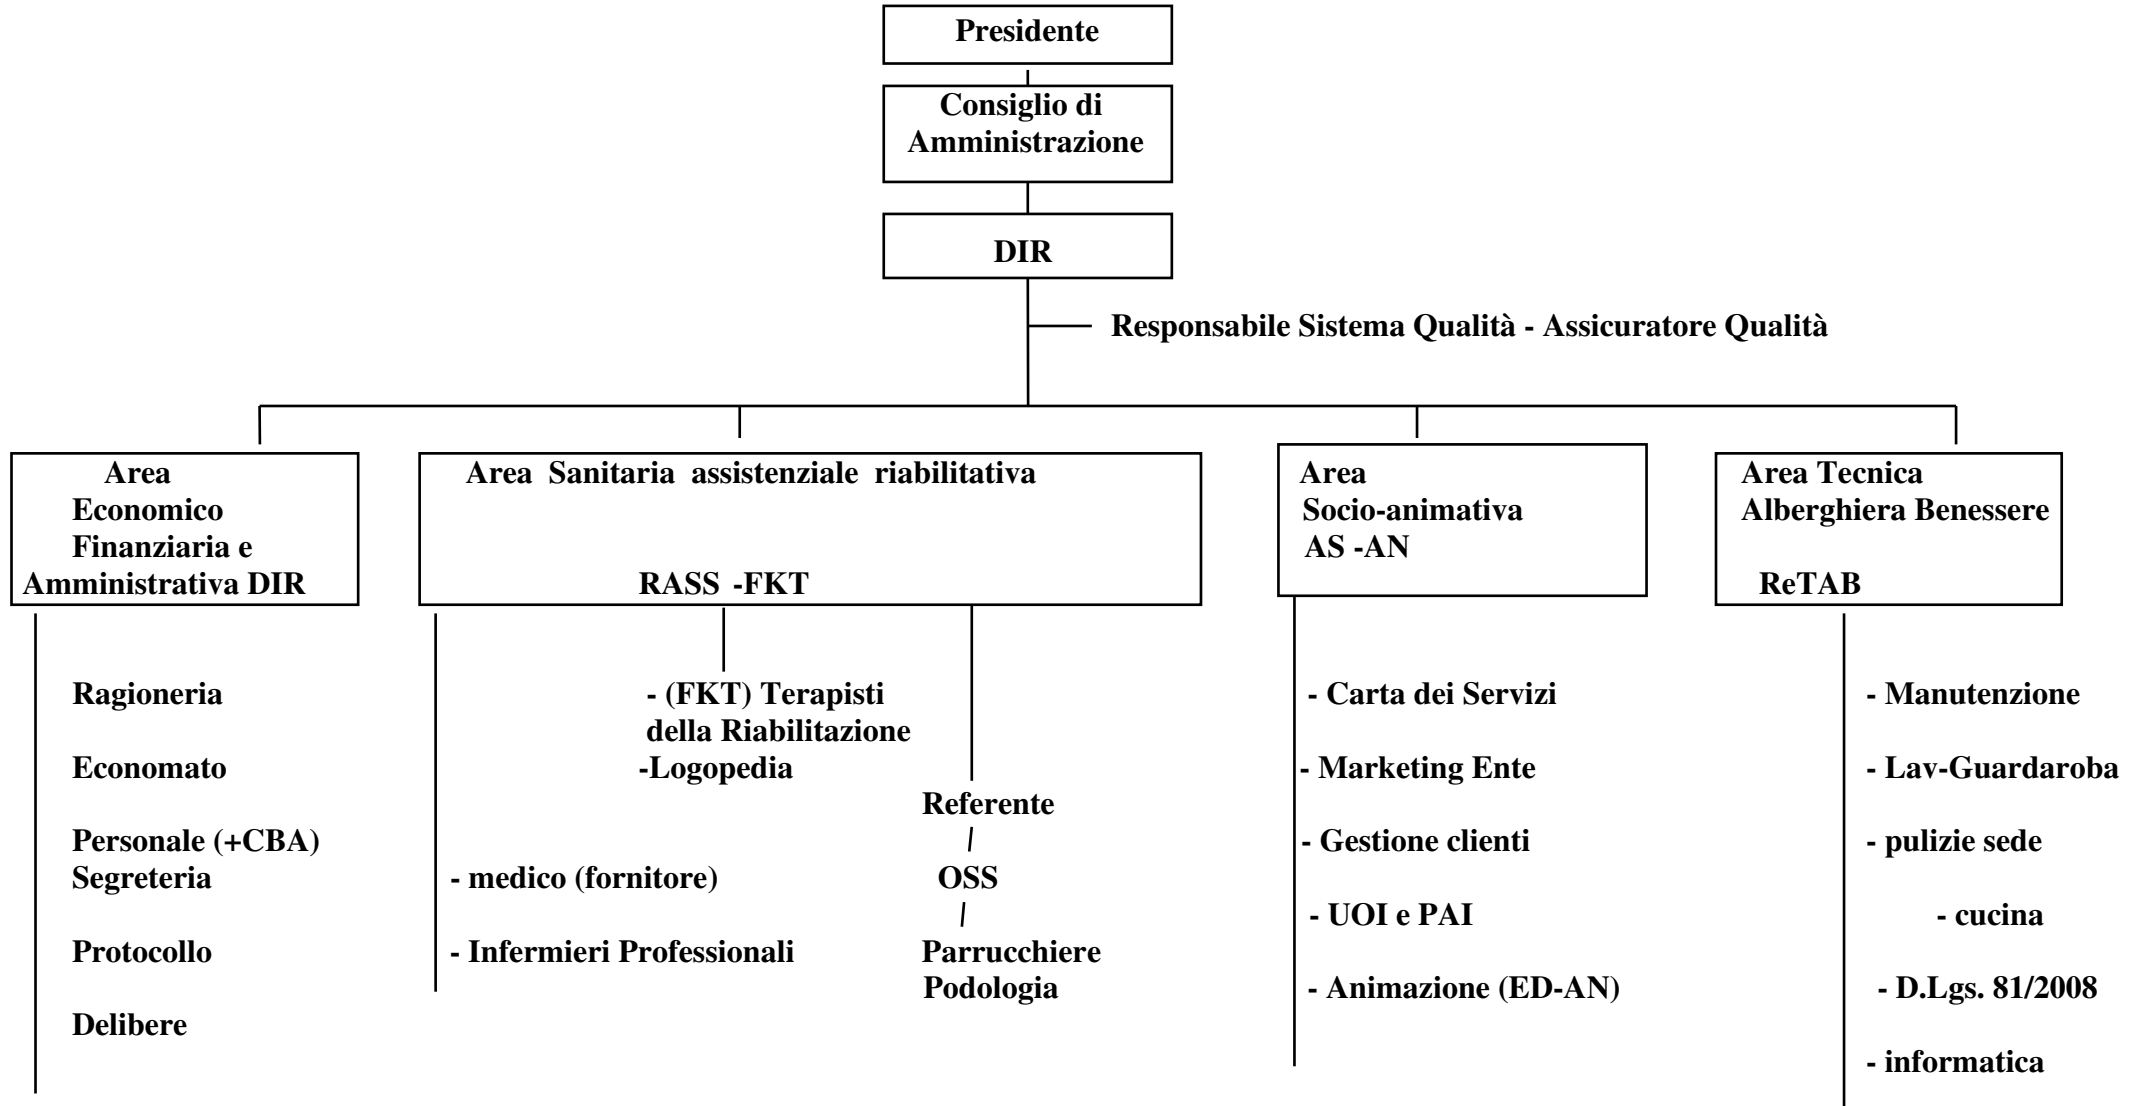 Presidente
Consiglio di
Amministrazione
DIR
Responsabile Sistema Qualità - Assicuratore Qualità
Area
Economico
Finanziaria e
Amministrativa DIR
Ragioneria
Economato
Personale (+CBA)
Segreteria
Protocollo
Delibere
Area Sanitaria assistenziale riabilitativa
RASS -FKT
- medico (fornitore)
- Infermieri Professionali
- (FKT) Terapisti
della Riabilitazione
-Logopedia
Referente
/
OSS
/
Parrucchiere
Podologia
Area
Socio-animativa
AS -AN
- Carta dei Servizi
- Marketing Ente
- Gestione clienti
- UOI e PAI
- Animazione (ED-AN)
Area Tecnica
Alberghiera Benessere
ReTAB
- Manutenzione
- Lav-Guardaroba
- pulizie sede
- cucina
- D.Lgs. 81/2008
- informatica